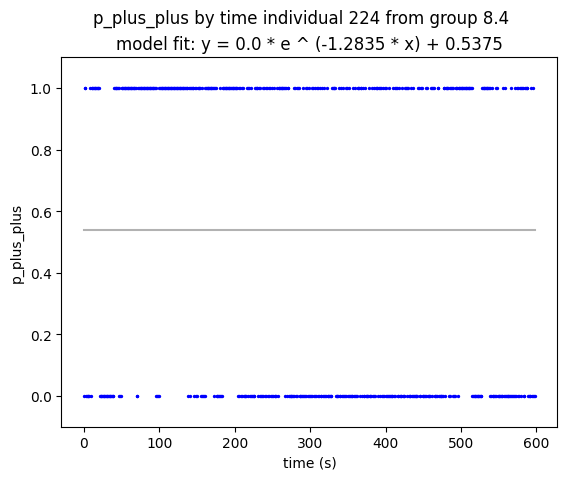 p_plus_plus by time individual 224 from group 8.4
model fit: y = 0.0 * e ^ (-1.2835 * x) + 0.5375
1.0
0.8
0.6
0.4
0.2
0.0
p_plus_plus
0 100 200 300 400 500 600
time (s)